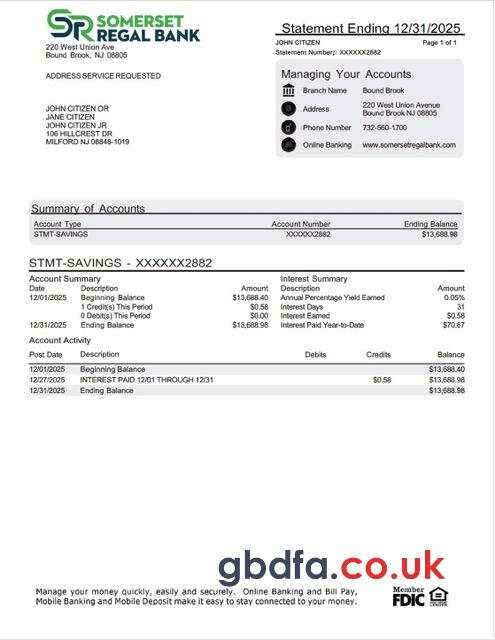 SOMERSET
REGAL BANK
220 West Union Ave
Bound Brook, NJ 08805
ADDRESS SERVICE REQUESTED
JOHN CITIZEN OR
JANE CITIZEN
JOHN CITIZEN JR
106 HILLCREST DR
MILFORD NJ 08848-1019
Statement Ending 12/31/2025
JOHN CITIZEN Page 1 of 1
Statement Number: XXXXXX2882
Managing Your Accounts
Branch Name Bound Brook
Address 220 West Union Avenue
Bound Brook NJ 08805
Phone Number 732-560-1700
Online Banking www.somersetregalbank.com
Summary of Accounts
Account Type Account Number Ending Balance
STMT-SAVINGS XXXXXX2882 $13,688.98
STMT-SAVINGS - XXXXXX2882
Account Summary
Date Description Amount
12/01/2025 Beginning Balance $13,688.40
1 Credit(s) This Period $0.58
0 Debit(s) This Period $0.00
12/31/2025 Ending Balance $13,688.98
Interest Summary
Description Amount
Annual Percentage Yield Earned 0.05%
Interest Days 31
Interest Earned $0.58
Interest Paid Year-to-Date $70.67
Account Activity
Post Date Description Debits Credits Balance
12/01/2025 Beginning Balance $13,688.40
12/27/2025 INTEREST PAID 12/01 THROUGH 12/31 $0.58 $13,688.98
12/31/2025 Ending Balance $13,688.98
gbdfa.co.uk
Manage your money quickly, easily and securely. Online Banking and Bill Pay,
Mobile Banking and Mobile Deposit make it easy to stay connected to your money.
Member
FDIC